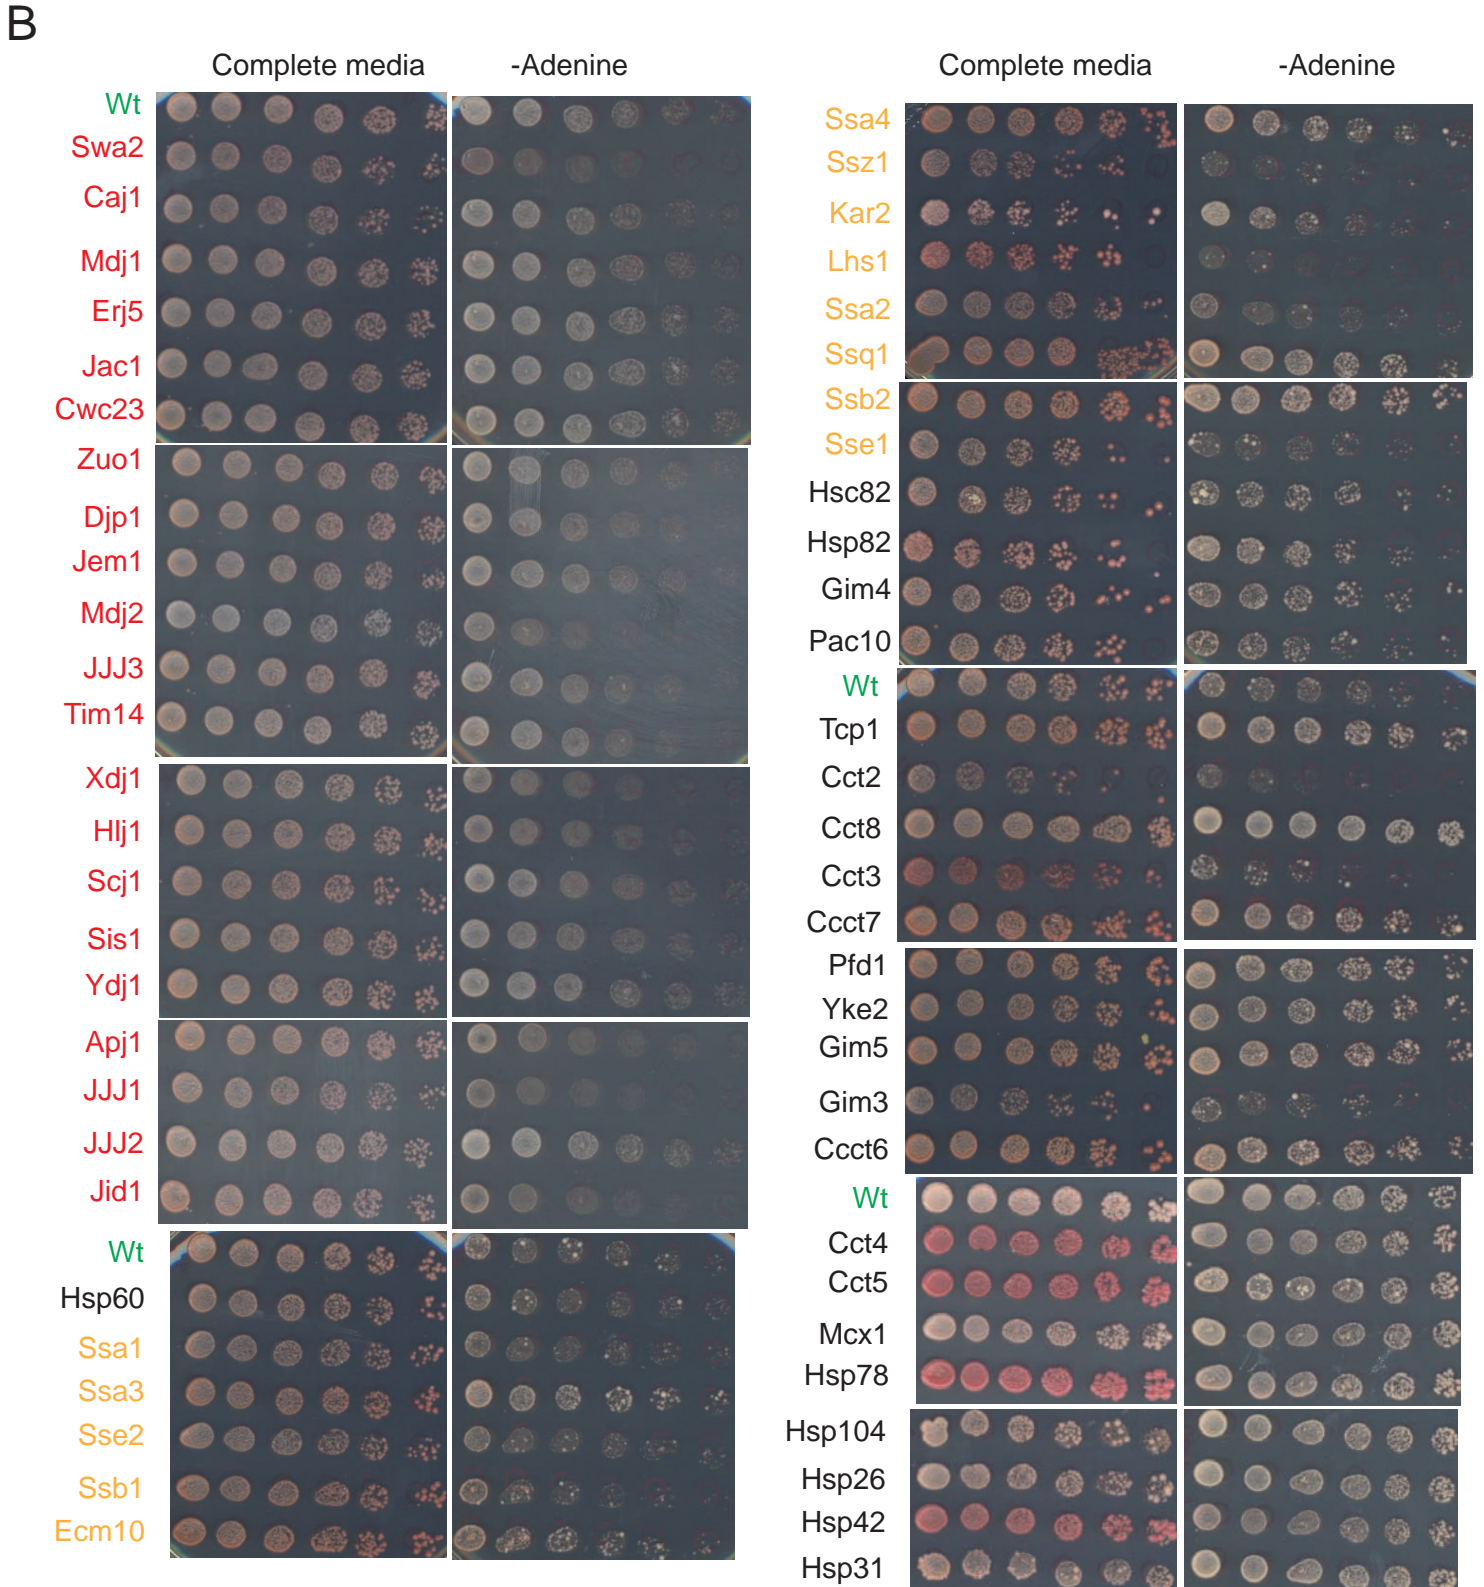 B
Complete media
-Adenine
Wt
Swa2
Caj1
Mdj1
Erj5
Jac1
Cwc23
Zuo1
Djp1
Jem1
Mdj2
JJJ3
Tim14
Xdj1
Hlj1
Scj1
Sis1
Ydj1
Apj1
JJJ1
JJJ2
Jid1
Wt
Hsp60
Ssa1
Ssa3
Sse2
Ssb1
Ecm10
Complete media
-Adenine
Ssa4
Ssz1
Kar2
Lhs1
Ssa2
Ssq1
Ssb2
Sse1
Hsc82
Hsp82
Gim4
Pac10
Wt
Tcp1
Cct2
Cct8
Cct3
Ccct7
Pfd1
Yke2
Gim5
Gim3
Ccct6
Wt
Cct4
Cct5
Mcx1
Hsp78
Hsp104
Hsp26
Hsp42
Hsp31